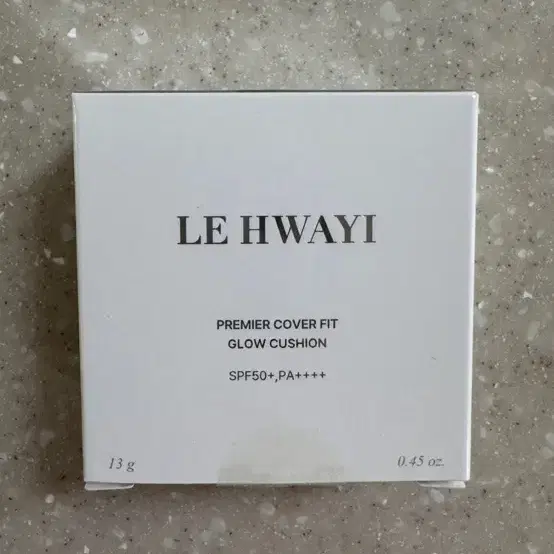 LE HWAYI
PREMIER COVER FIT
GLOW CUSHION
SPF50+,PA++++
13 g
0.45 oz.